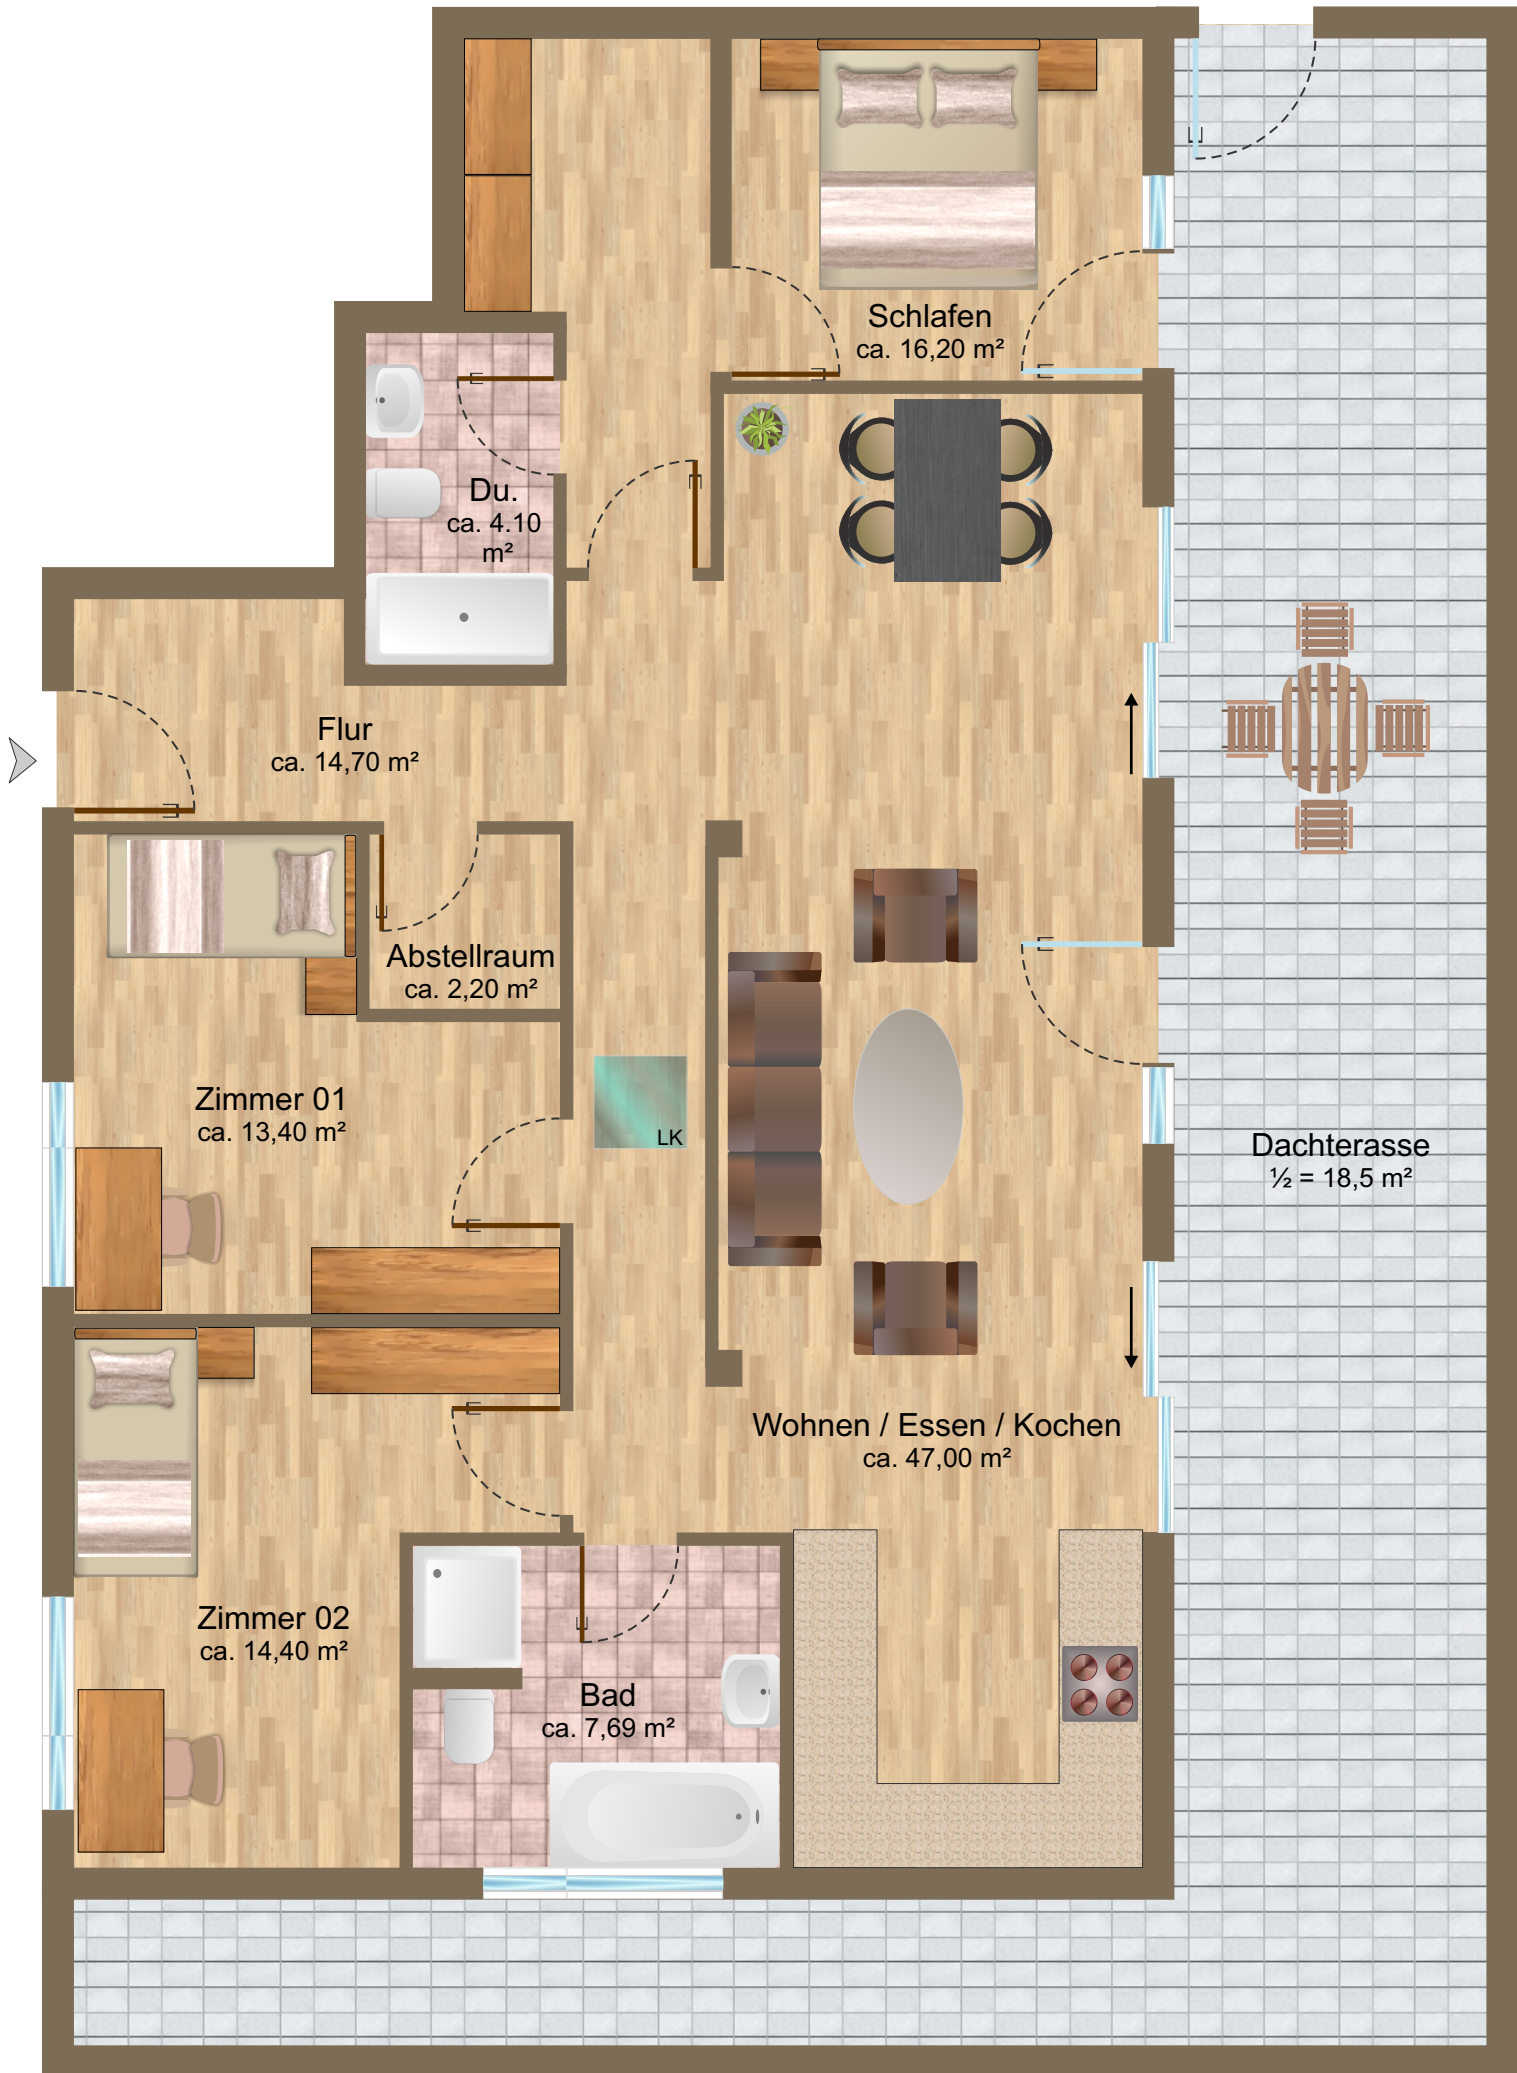 Schlafen
ca. 16,20 m²
Du.
ca. 4.10
m²
Flur
ca. 14,70 m²
Abstellraum
ca. 2,20 m²
Zimmer 01
ca. 13,40 m²
LK
Dachterasse
½ = 18,5 m²
Wohnen / Essen / Kochen
ca. 47,00 m²
Zimmer 02
ca. 14,40 m²
Bad
ca. 7,69 m²